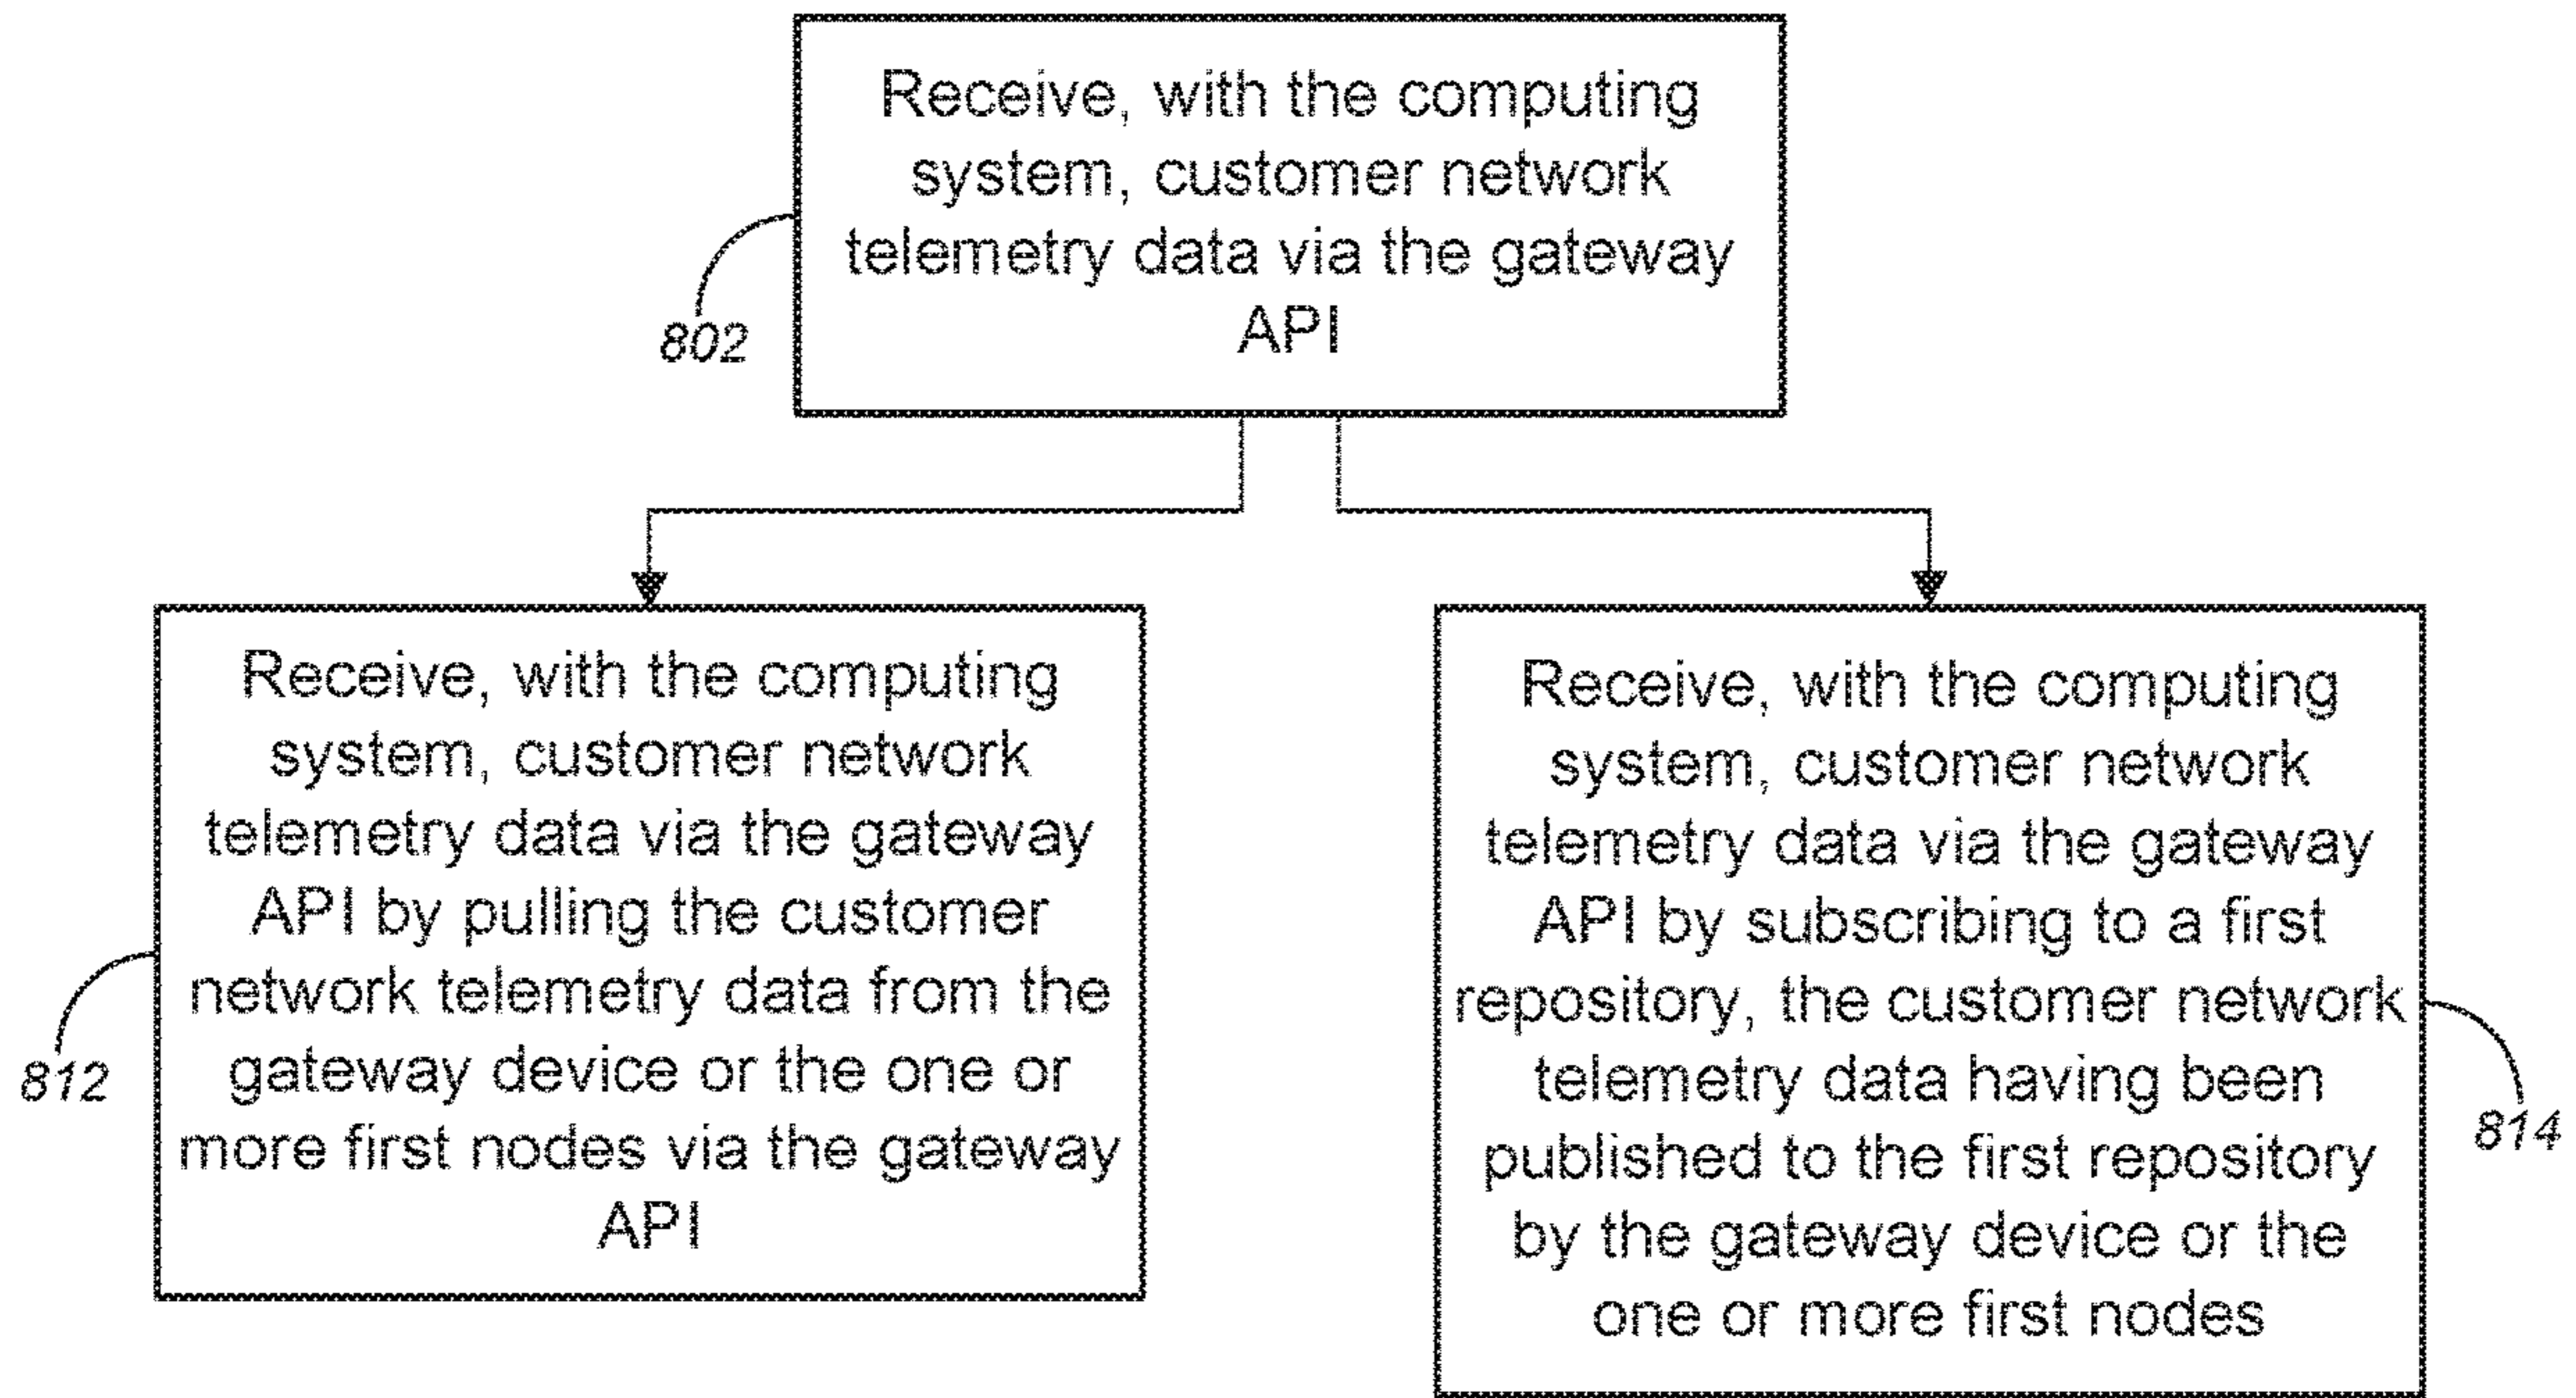 Receive, with the computing
system, customer network
telemetry data via the gateway
API
802
Receive, with the computing
system, customer network
telemetry data via the gateway
API by pulling the customer
network telemetry data from the
gateway device or the one or
more first nodes via the gateway
API
812
Receive, with the computing
system, customer network
telemetry data via the gateway
API by subscribing to a first
repository, the customer network
telemetry data having been
published to the first repository
by the gateway device or the
one or more first nodes
814